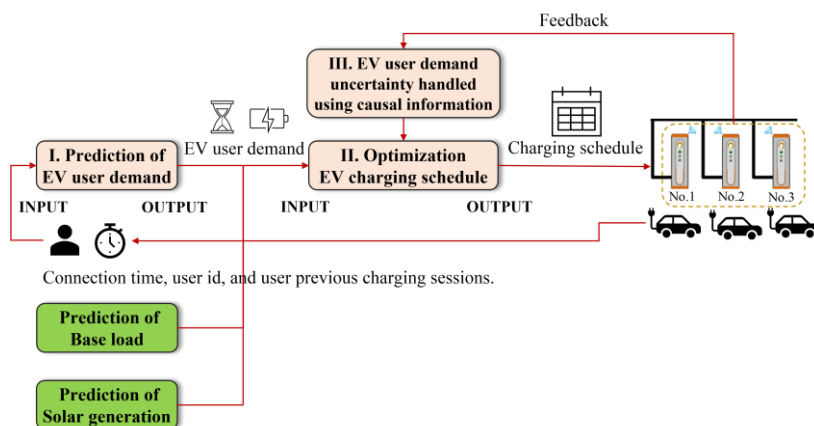 Feedback
III. EV user demand
uncertainty handled
using causal information
EV user demand
Charging schedule
I. Prediction of
EV user demand
II. Optimization
EV charging schedule
INPUT
OUTPUT
INPUT
OUTPUT
No.1
No.2
No.3
Connection time, user id, and user previous charging sessions.
Prediction of
Base load
Prediction of
Solar generation